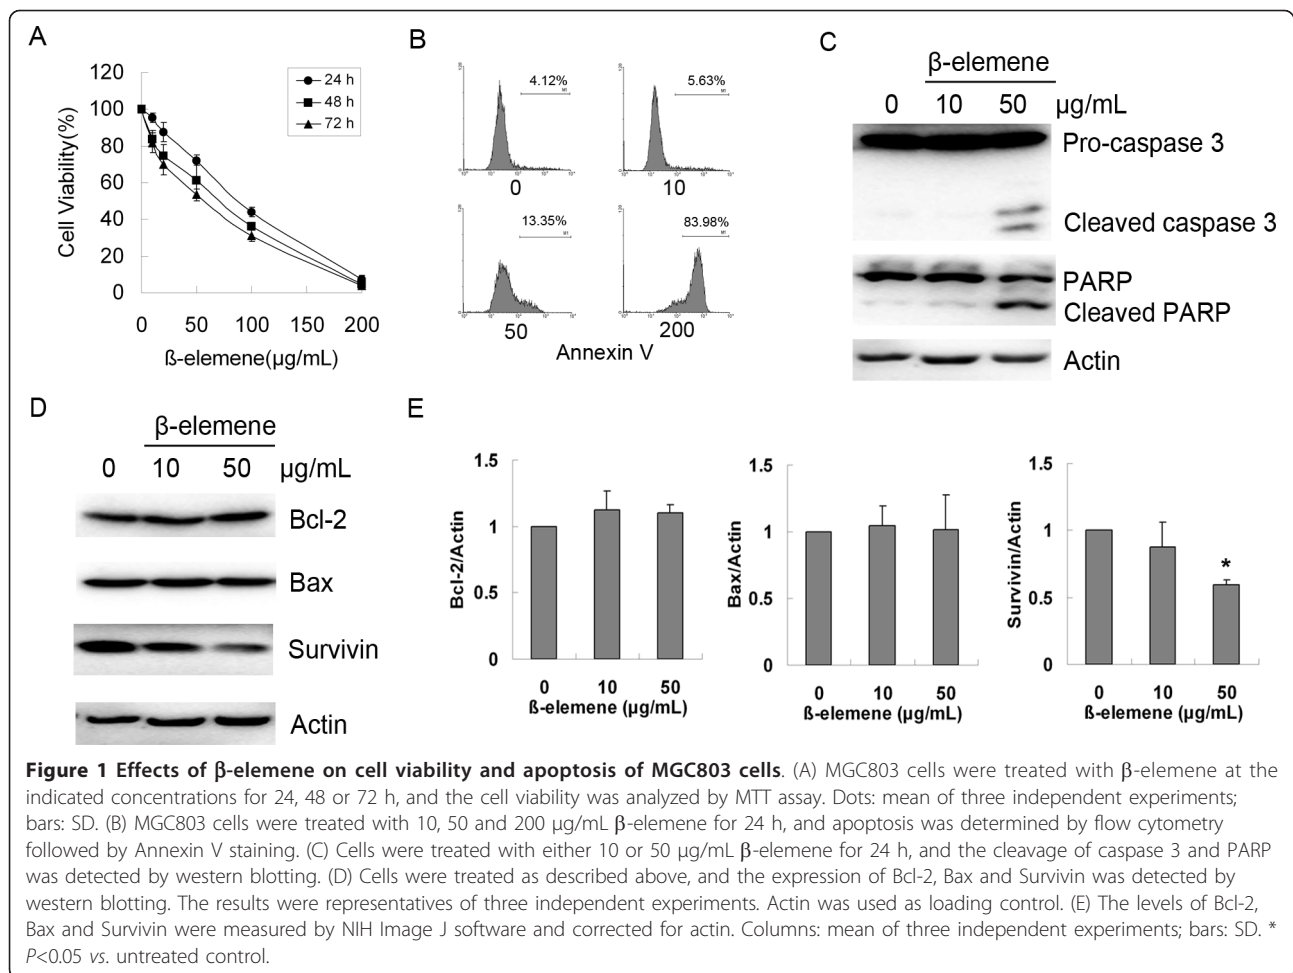 A
120
100
80
60
40
20
0
Cell Viability(%)
24 h
48 h
72 h
0 50 100 150 200
ß-elemene(µg/mL)
B
4.12%
M1
0
5.63%
M1
10
13.35%
M1
50
83.98%
M1
200
Annexin V
C
β-elemene
0 10 50 µg/mL
Pro-caspase 3
Cleaved caspase 3
PARP
Cleaved PARP
Actin
D
β-elemene
0 10 50 µg/mL
Bcl-2
Bax
Survivin
Actin
E
1.5
1
0.5
0
Bcl-2/Actin
0 10 50
ß-elemene (µg/mL)
1.5
1
0.5
0
Bax/Actin
0 10 50
ß-elemene (µg/mL)
1.5
1
0.5
0
Survivin/Actin
*
0 10 50
ß-elemene (µg/mL)
Figure 1 Effects of β-elemene on cell viability and apoptosis of MGC803 cells. (A) MGC803 cells were treated with β-elemene at the
indicated concentrations for 24, 48 or 72 h, and the cell viability was analyzed by MTT assay. Dots: mean of three independent experiments;
bars: SD. (B) MGC803 cells were treated with 10, 50 and 200 µg/mL β-elemene for 24 h, and apoptosis was determined by flow cytometry
followed by Annexin V staining. (C) Cells were treated with either 10 or 50 µg/mL β-elemene for 24 h, and the cleavage of caspase 3 and PARP
was detected by western blotting. (D) Cells were treated as described above, and the expression of Bcl-2, Bax and Survivin was detected by
western blotting. The results were representatives of three independent experiments. Actin was used as loading control. (E) The levels of Bcl-2,
Bax and Survivin were measured by NIH Image J software and corrected for actin. Columns: mean of three independent experiments; bars: SD. *
P<0.05 vs. untreated control.